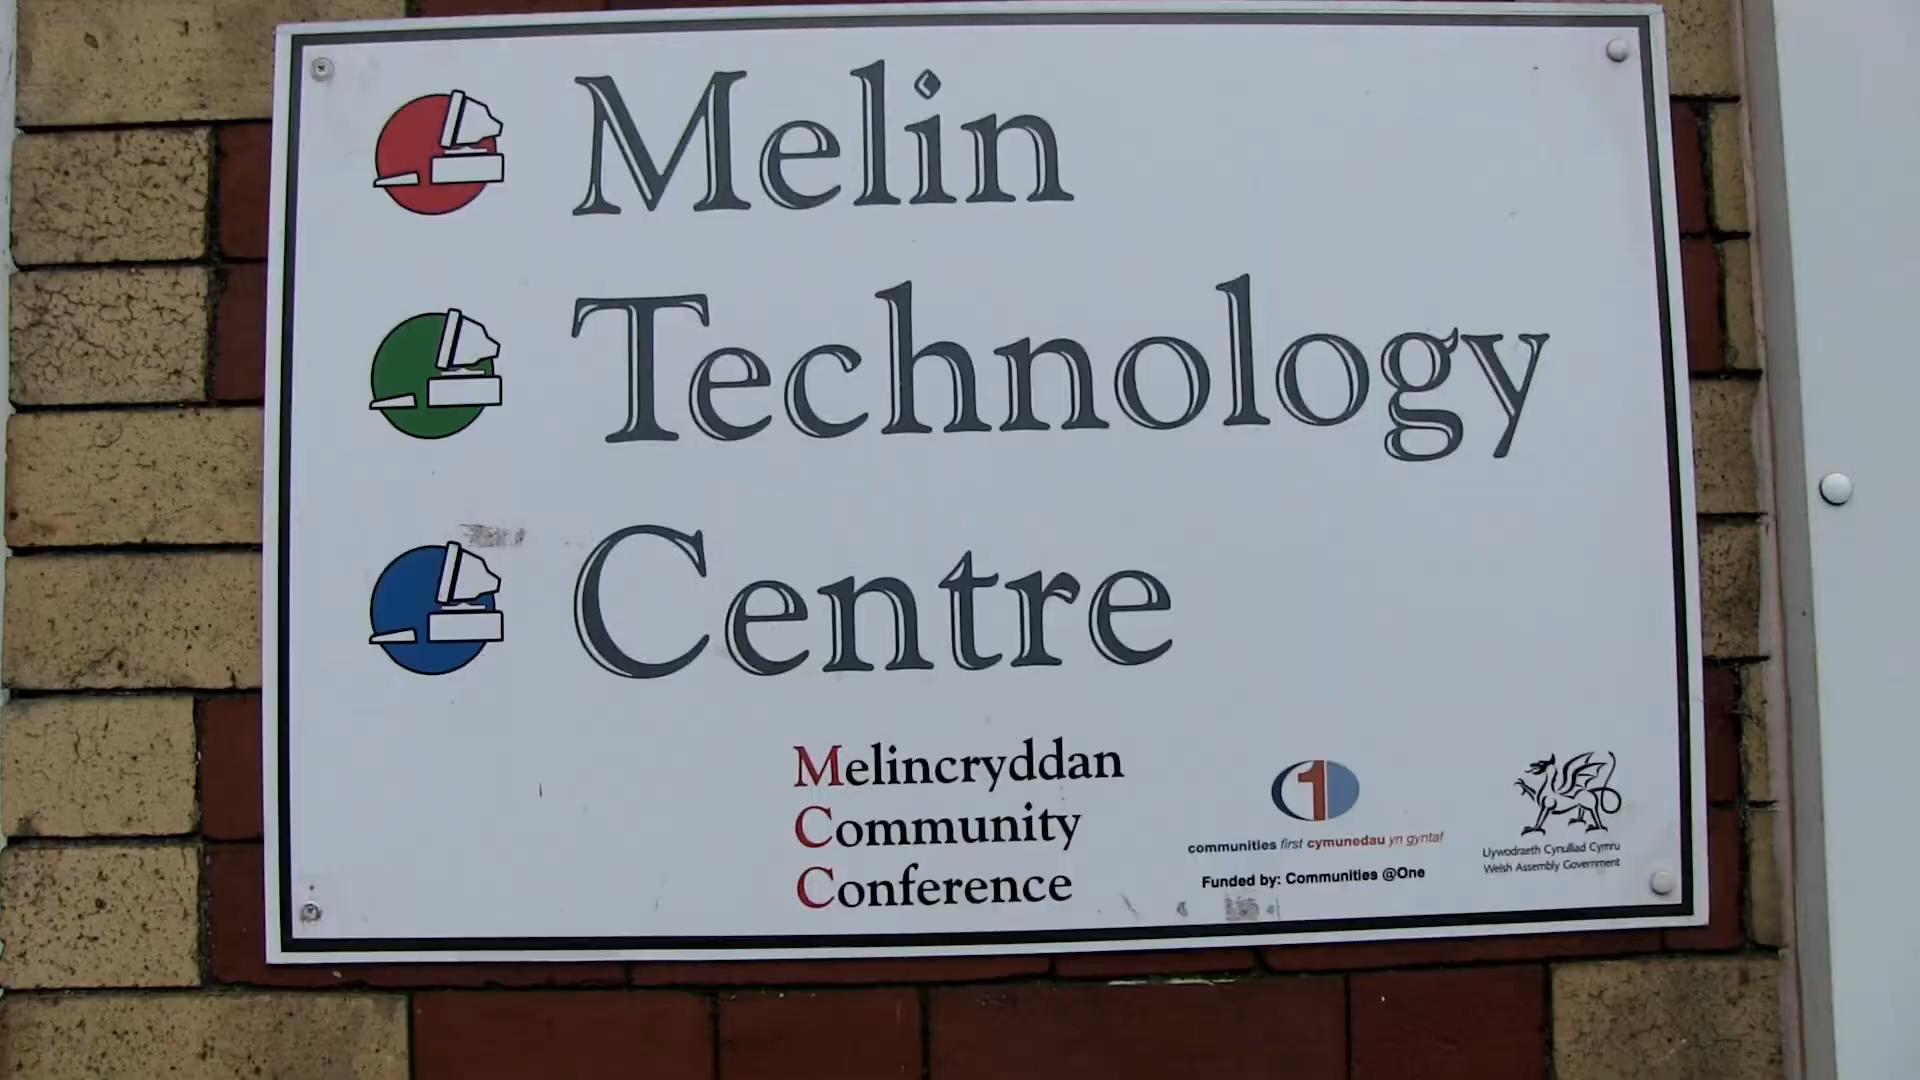 Melin
Technology
Centre
Melincryddan
Community
Conference
1
communities first cymunedau yn gyntaf
Funded by: Communities @One
Llywodraeth Cynulliad Cymru
Welsh Assembly Government